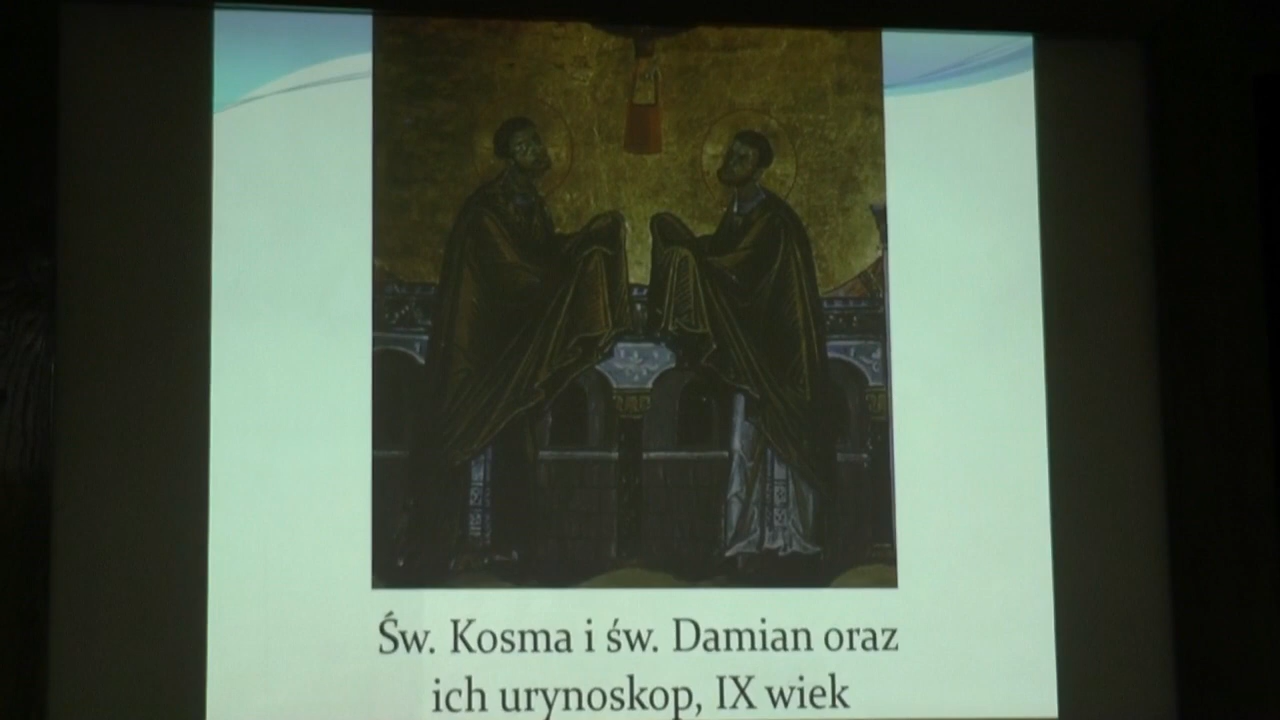 Św. Kosma i św. Damian oraz
ich urynoskop, IX wiek